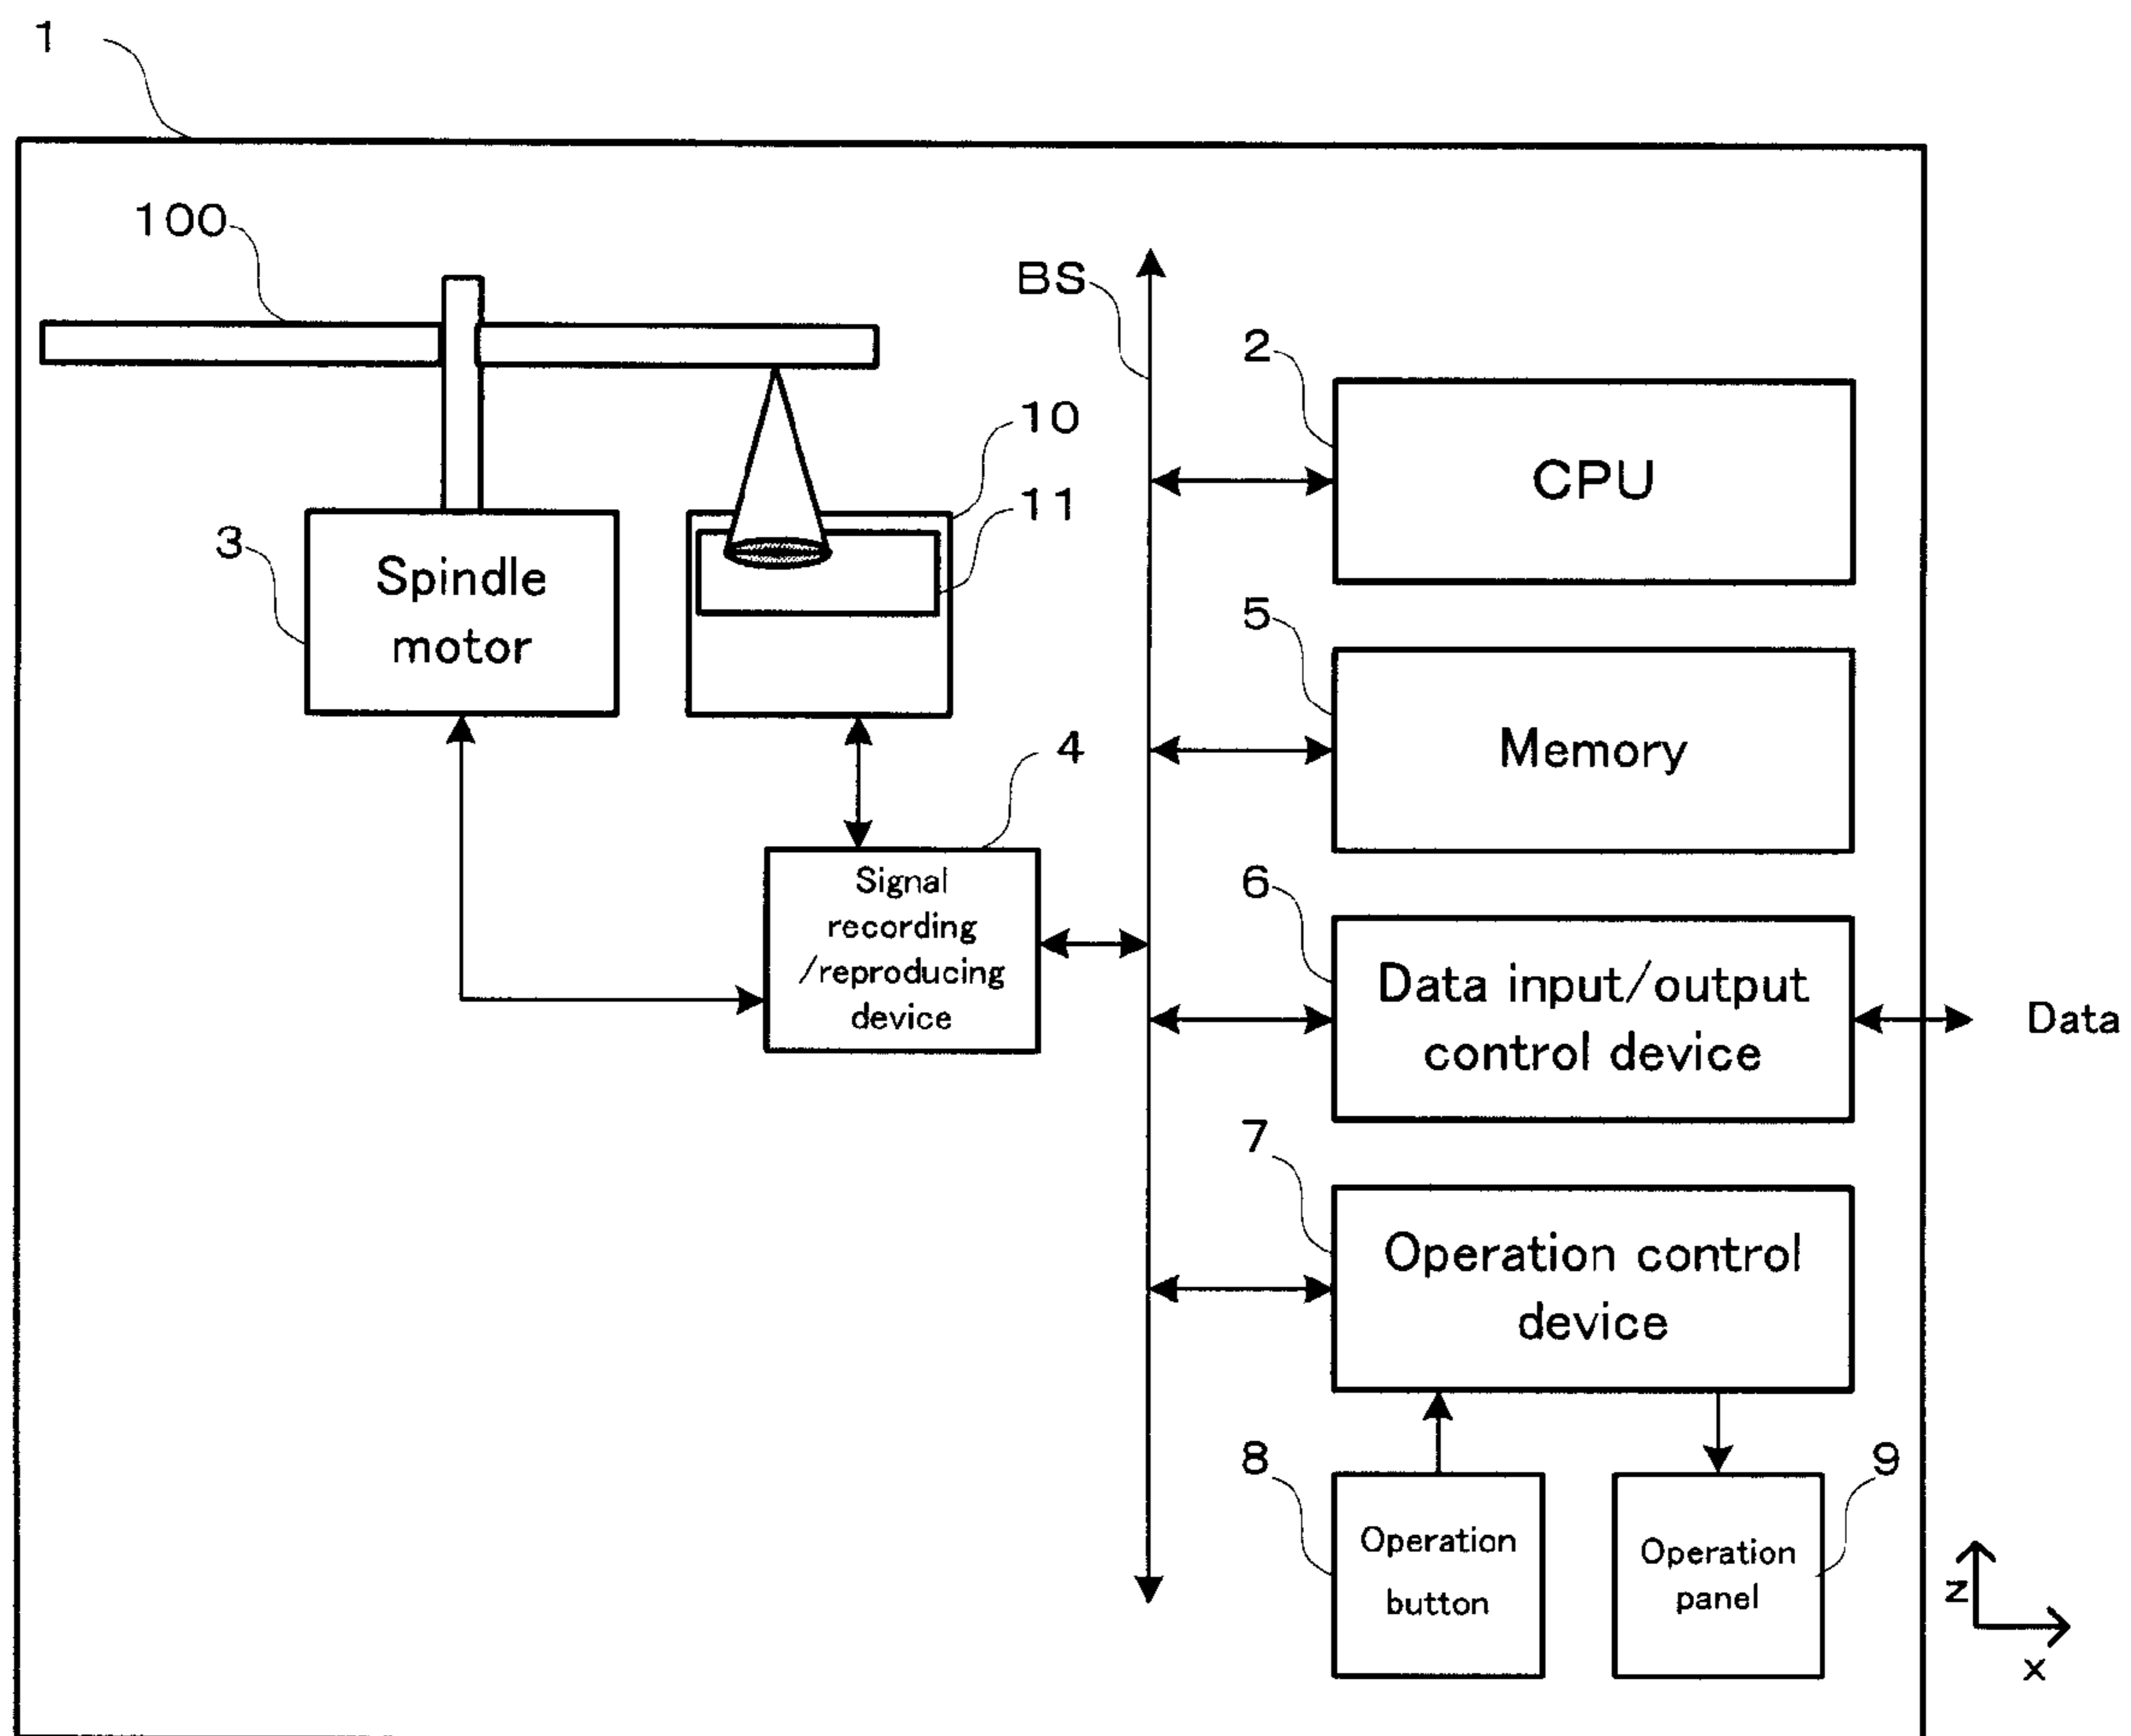 1
100
BS
2
CPU
10
11
3
Spindle
motor
5
Memory
4
Signal
recording
/reproducing
device
6
Data input/output
control device
Data
7
Operation control
device
8
Operation
button
9
Operation
panel
z
x